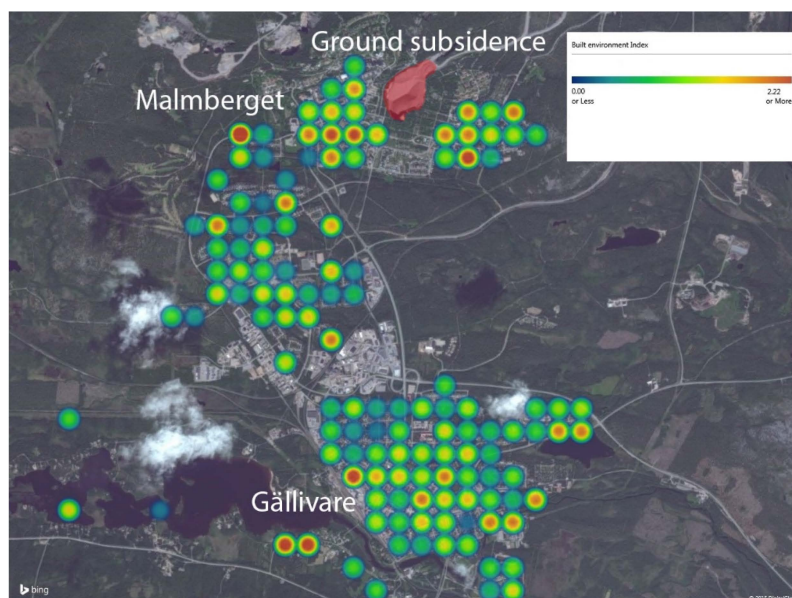 Ground subsidence
Malmberget
Built environment Index
0.00
or Less
2.22
or More
Gällivare
bing